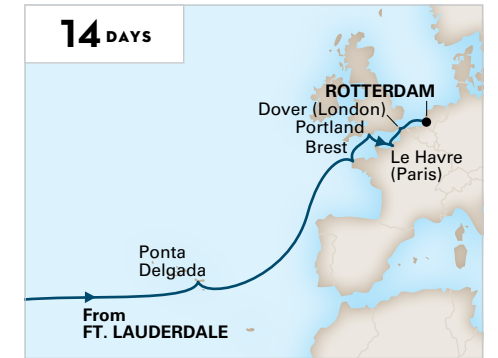 14 DAYS
ROTTERDAM
Dover (London)
Portland
Brest
Le Havre
(Paris)
Ponta
Delgada
From
FT. LAUDERDALE